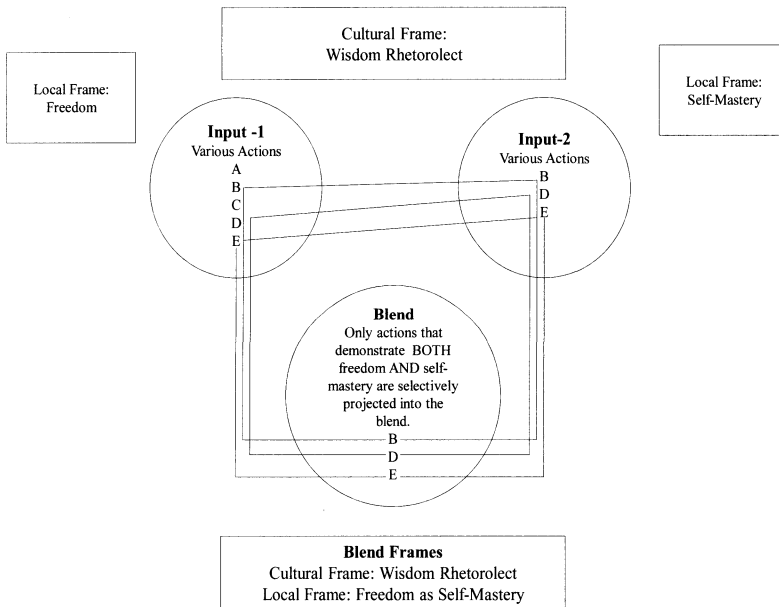 Cultural Frame:
Wisdom Rhetorolect
Local Frame:
Freedom
Local Frame:
Self-Mastery
Input -1
Various Actions
A
B
C
D
E
Input-2
Various Actions
B
D
E
Blend
Only actions that
demonstrate BOTH
freedom AND self-
mastery are selectively
projected into the
blend.
B
D
E
Blend Frames
Cultural Frame: Wisdom Rhetorolect
Local Frame: Freedom as Self-Mastery